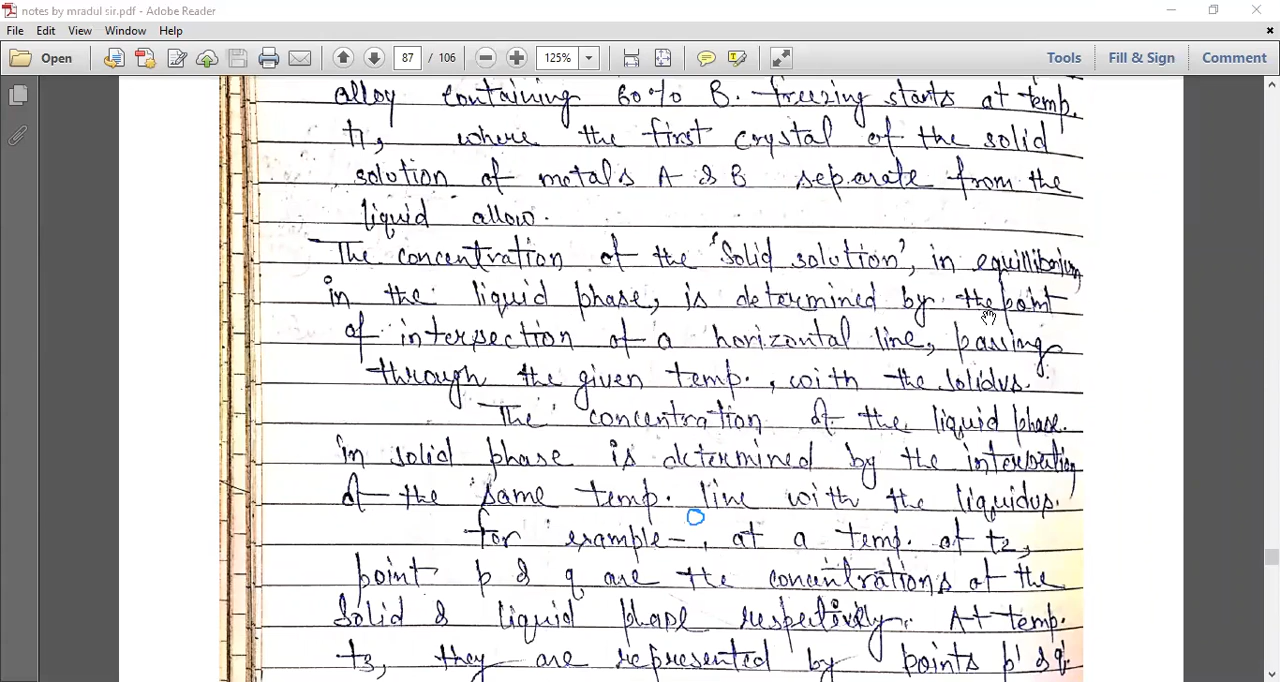 notes by mradul sir.pdf - Adobe Reader
File Edit View Window Help
Open 87 / 106 125% Tools Fill & Sign Comment
alloy containing 60% B. freezing starts at temp.
t1, where the first crystal of the solid
solution of metals A & B separate from the
liquid allow.
The concentration of the 'Solid solution', in equillibrium
in the liquid phase, is determined by the point
of intersection of a horizontal line, passing
through the given temp., with the solidus.
The concentration of the liquid phase.
in solid phase is determined by the
of the same temp. line with the liquidus.
for example-, at a temp. of t2,
point p & q are the concentrations of the
Solid & liquid phase respectively. At temp.
t3, they are represented by points p' & q'